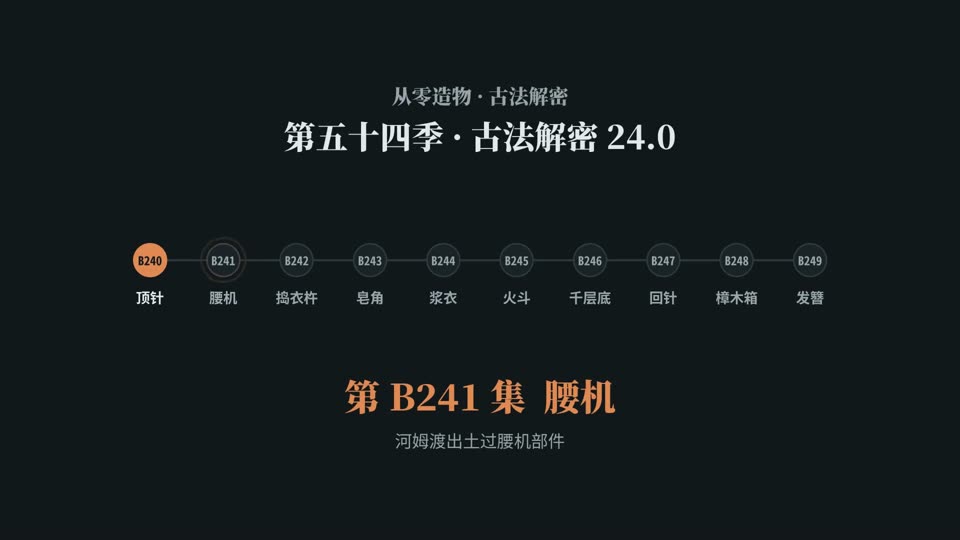 从零造物 · 古法解密
第五十四季 · 古法解密 24.0
B240 B241 B242 B243 B244 B245 B246 B247 B248 B249
顶针 腰机 捣衣杵 皂角 浆衣 火斗 千层底 回针 樟木箱 发簪
第 B241 集 腰机
河姆渡出土过腰机部件